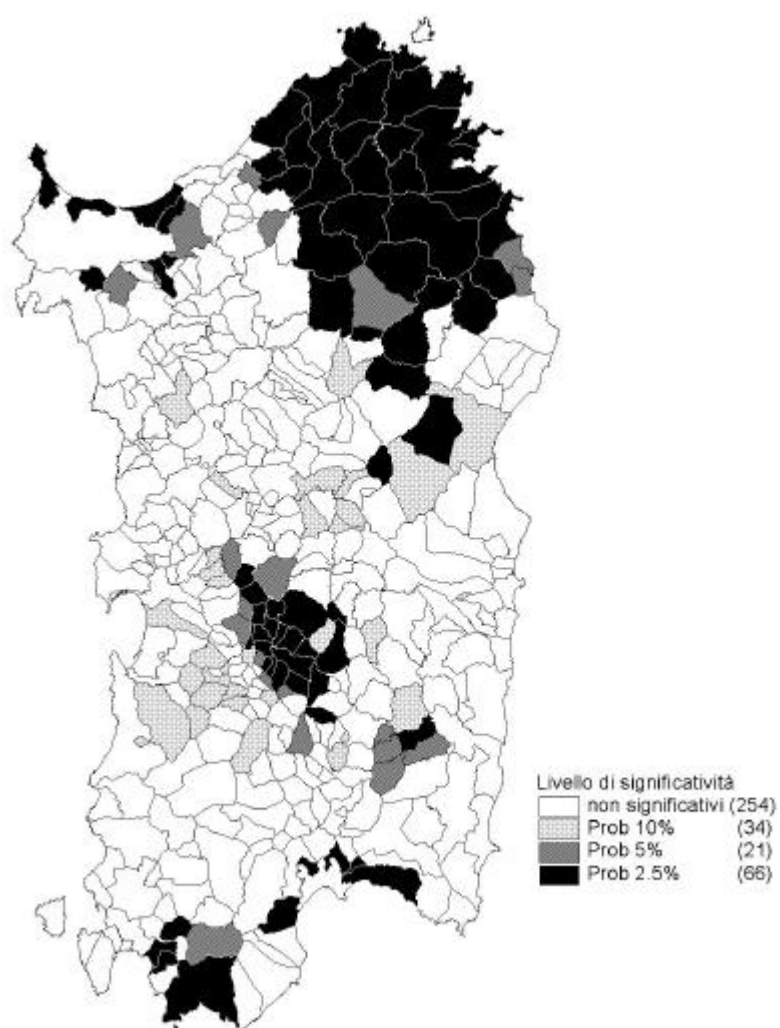 Livello di significatività
non significativi (254)
Prob 10% (34)
Prob 5% (21)
Prob 2.5% (66)